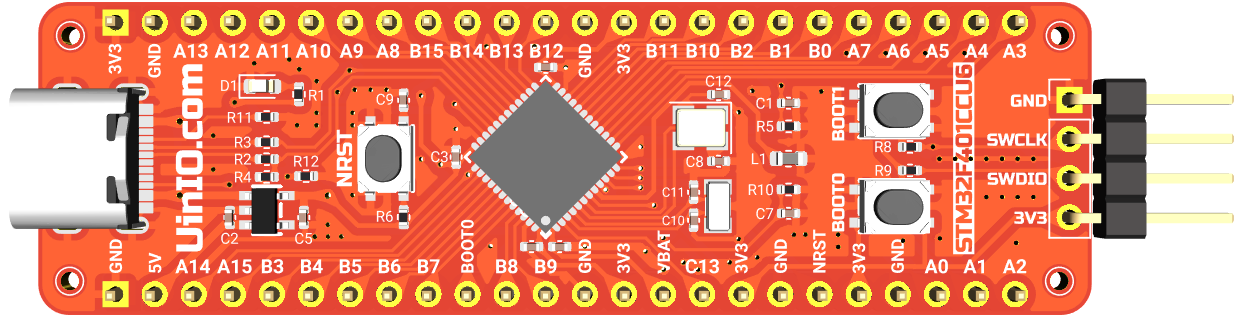 3V3 GND A13 A12 A11 A10 A9 A8 B15 B14 B13 B12 GND 3V3 B11 B10 B2 B1 B0 A7 A6 A5 A4 A3
D1
R1
R11
R3
R2
R4
R12
C2
C5
UinIO.com
C9
NRST
R6
C3
C12
C8
C11
C10
C1
R5
L1
R10
C7
BOOT1
R8
R9
BOOT0
STM32F401CCU6
GND
SWCLK
SWDIO
3V3
GND 5V A14 A15 B3 B4 B5 B6 B7 BOOT0 B8 B9 GND 3V3 VBAT C13 3V3 GND NRST 3V3 GND A0 A1 A2